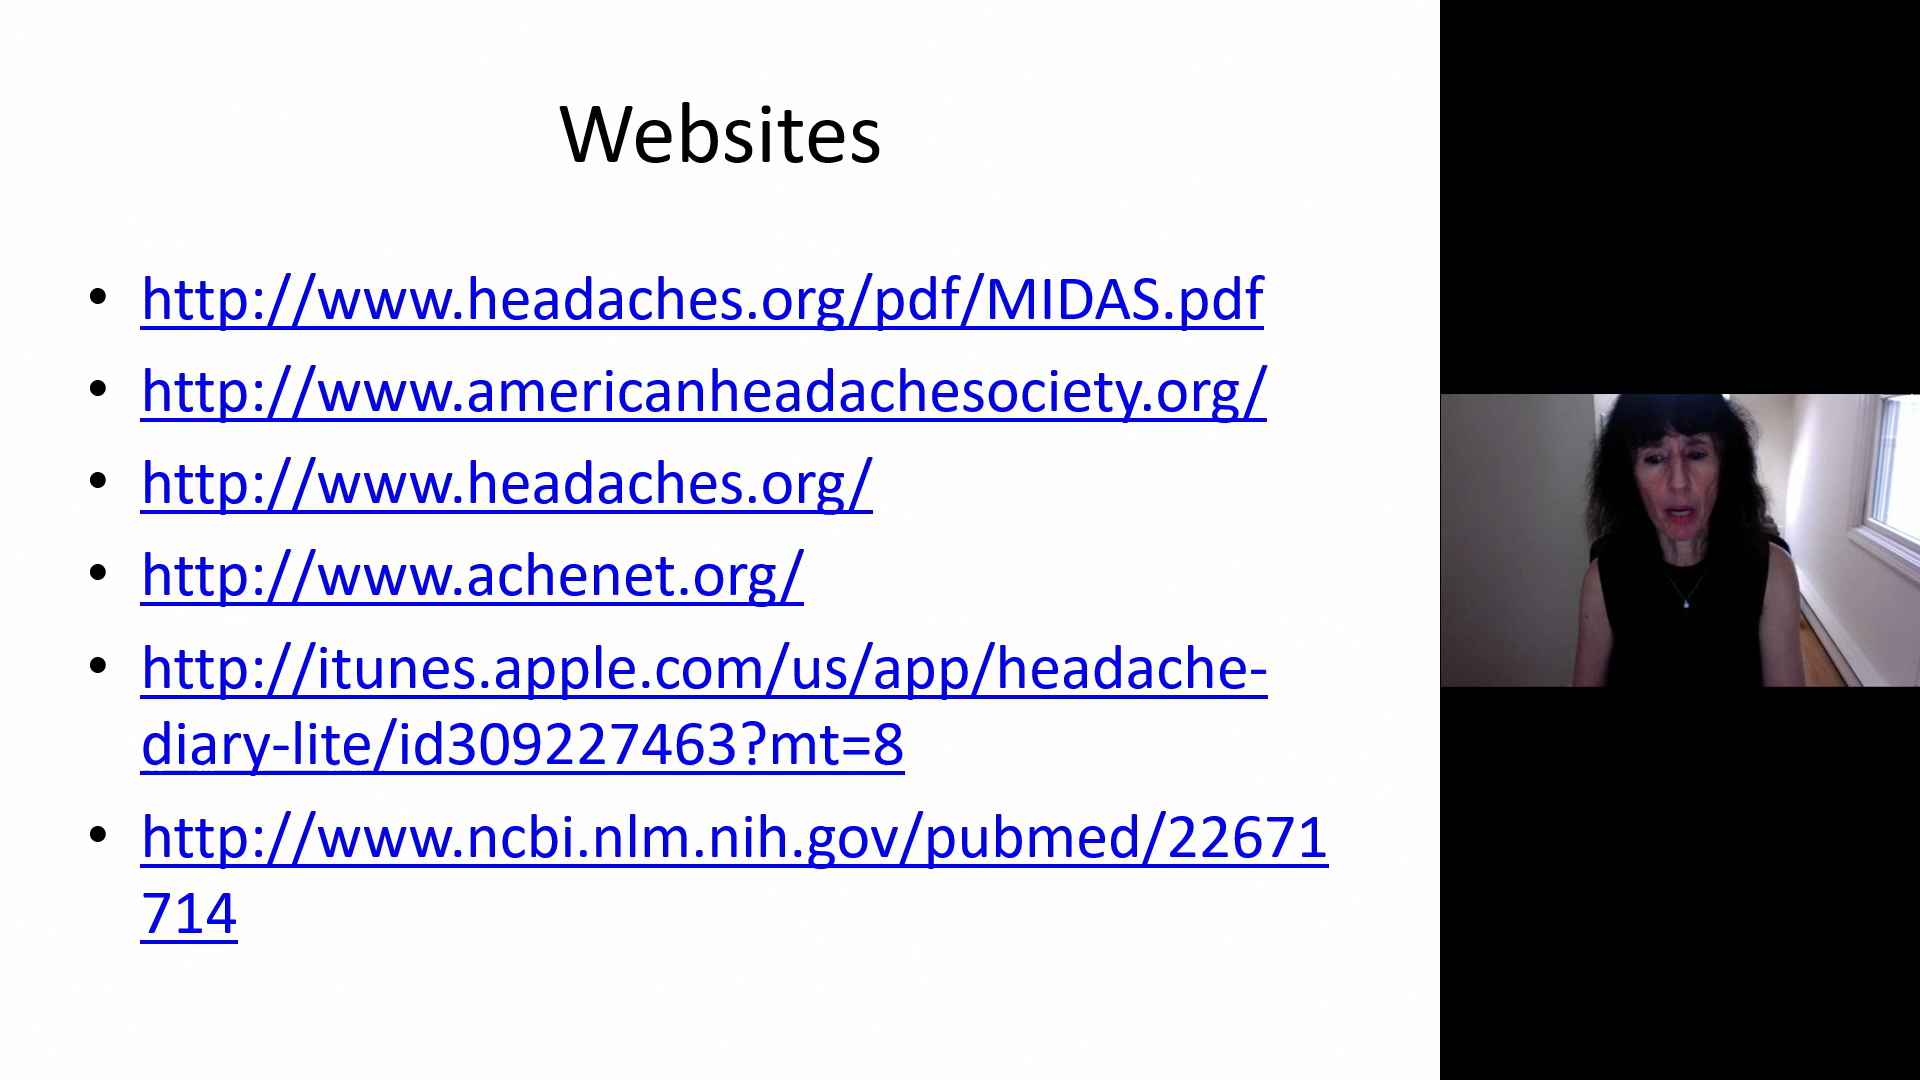 Websites
• http://www.headaches.org/pdf/MIDAS.pdf
• http://www.americanheadachesociety.org/
• http://www.headaches.org/
• http://www.achenet.org/
• http://itunes.apple.com/us/app/headache-
diary-lite/id309227463?mt=8
• http://www.ncbi.nlm.nih.gov/pubmed/22671
714